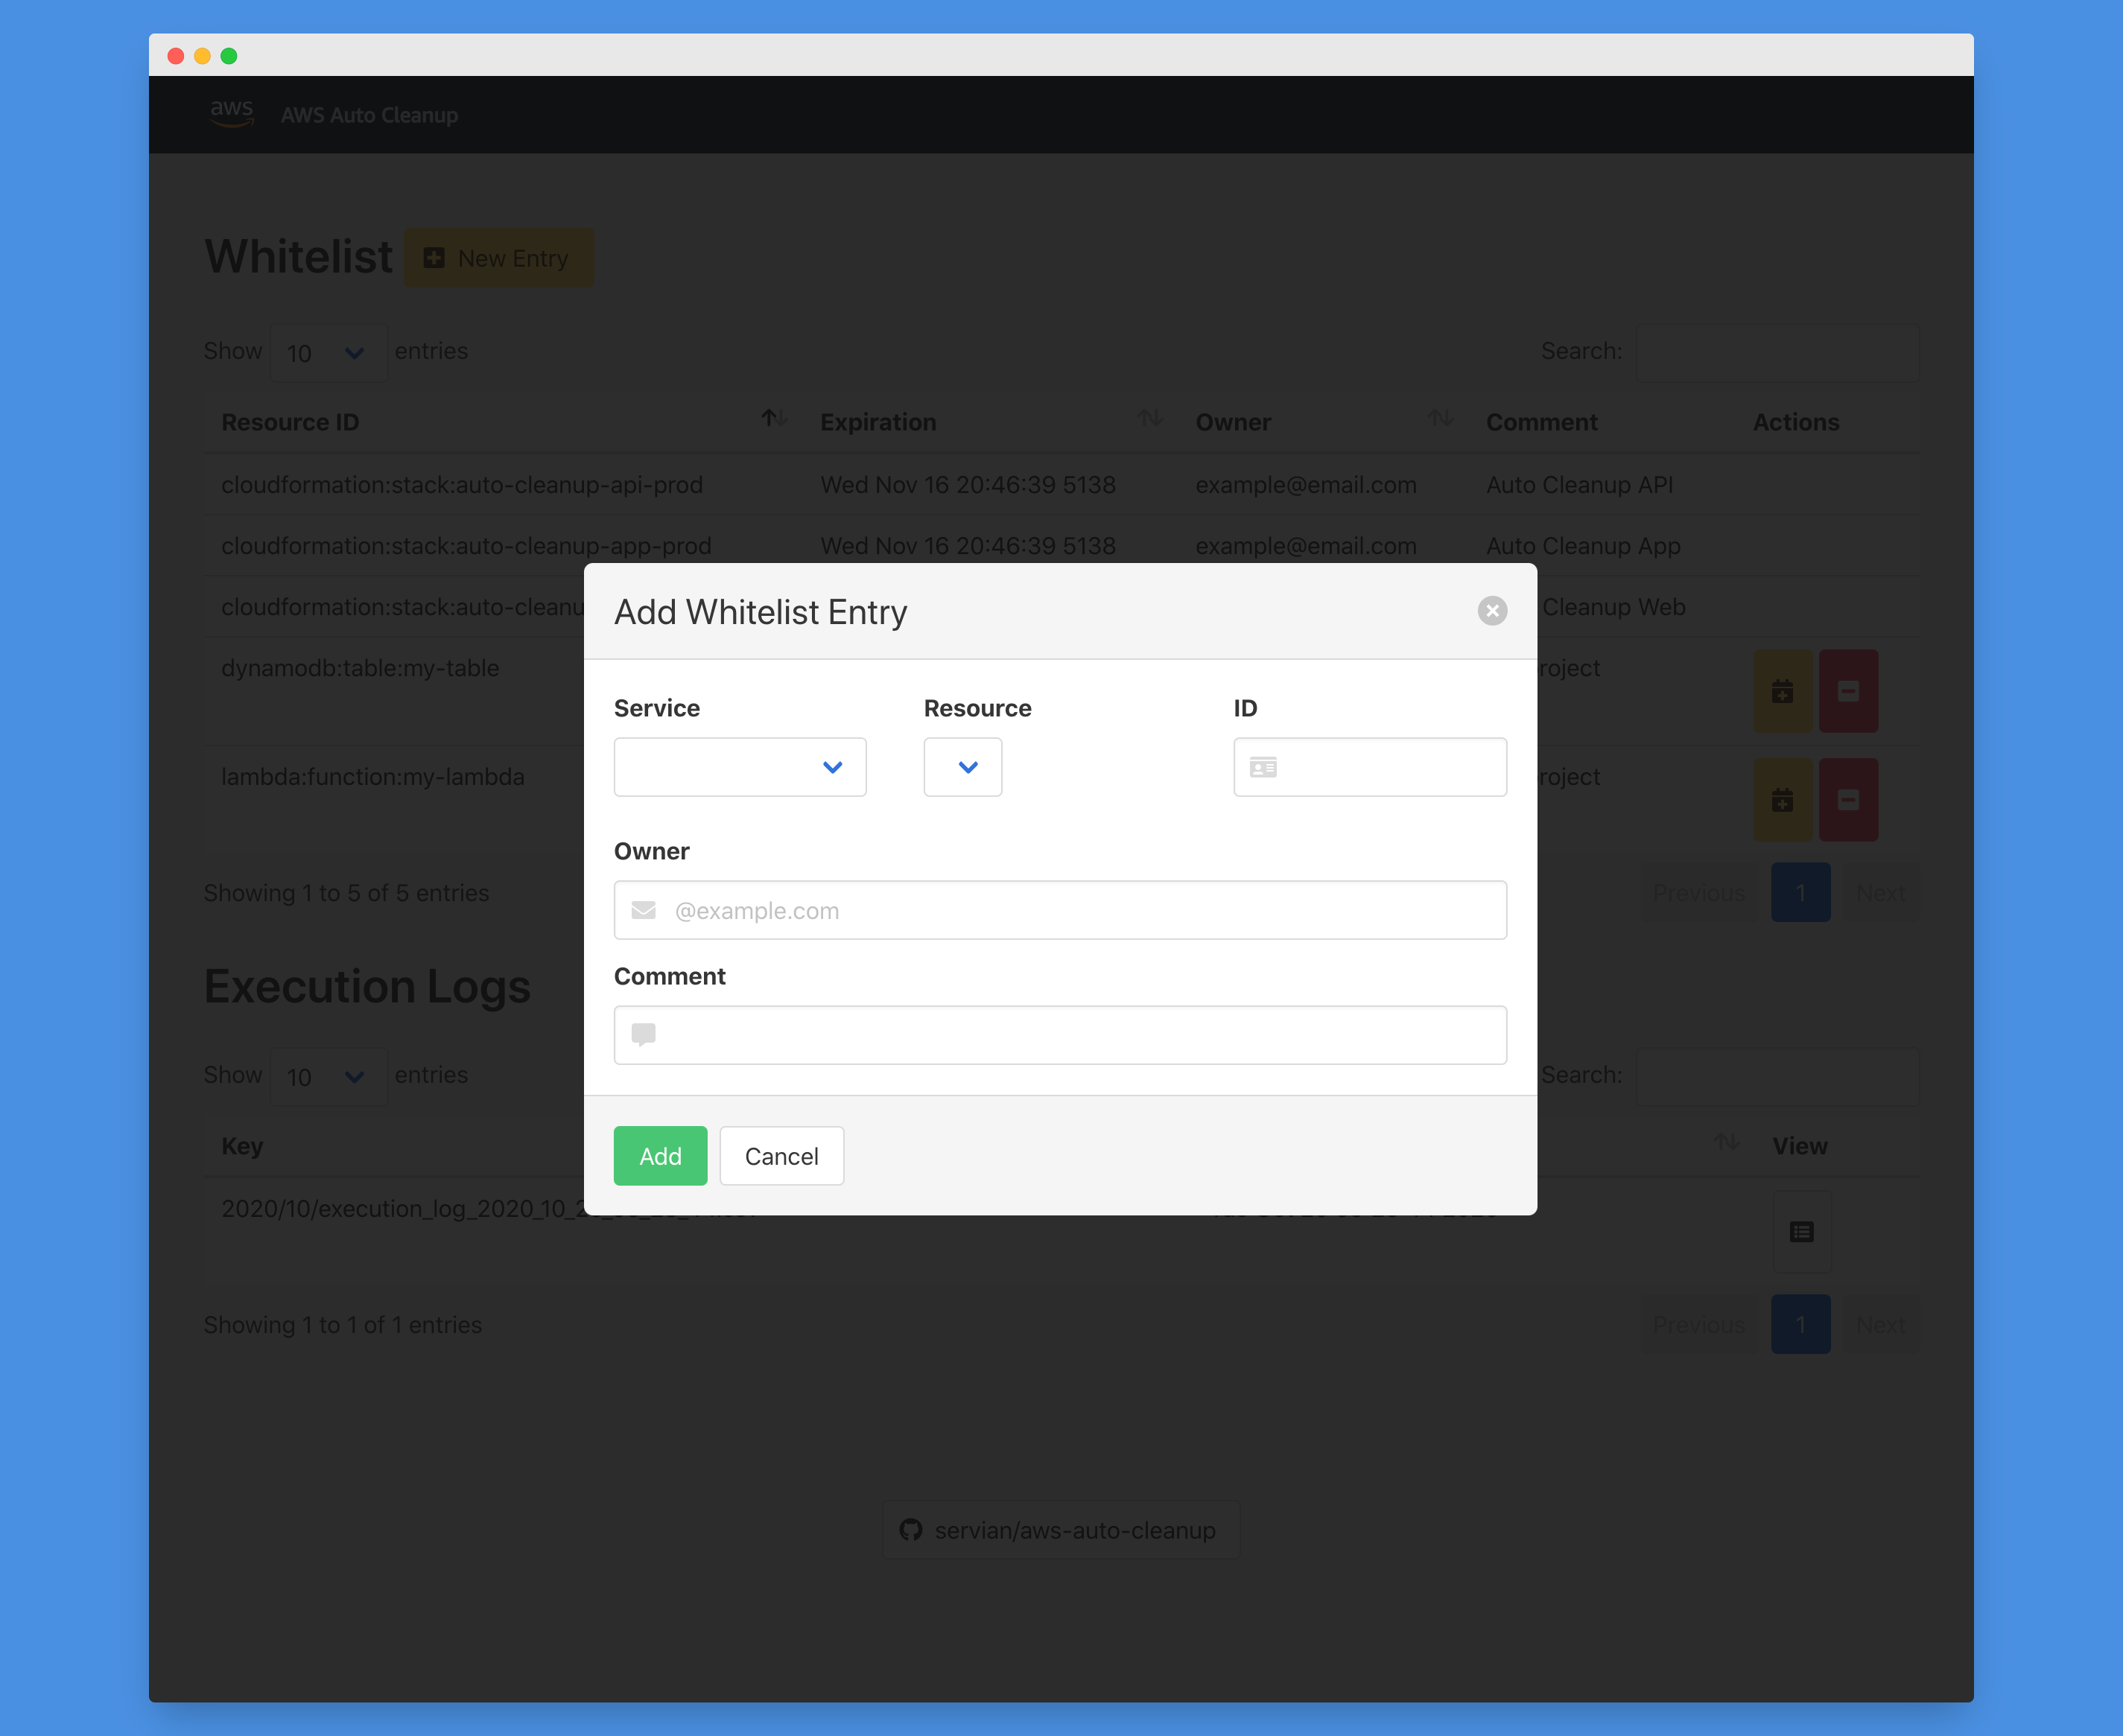 aws AWS Auto Cleanup
Whitelist New Entry
Show 10 entries Search:
Resource ID Expiration Owner Comment Actions
cloudformation:stack:auto-cleanup-api-prod Wed Nov 16 20:46:39 5138 example@email.com Auto Cleanup API
cloudformation:stack:auto-cleanup-app-prod Wed Nov 16 20:46:39 5138 example@email.com Auto Cleanup App
cloudformation:stack:auto-cleanu Cleanup Web
dynamodb:table:my-table roject
lambda:function:my-lambda roject
Showing 1 to 5 of 5 entries Previous 1 Next
Add Whitelist Entry
Service Resource ID
Owner
@example.com
Comment
Add Cancel
Execution Logs
Show 10 entries Search:
Key View
2020/10/execution_log_2020_10_2
Showing 1 to 1 of 1 entries Previous 1 Next
servian/aws-auto-cleanup